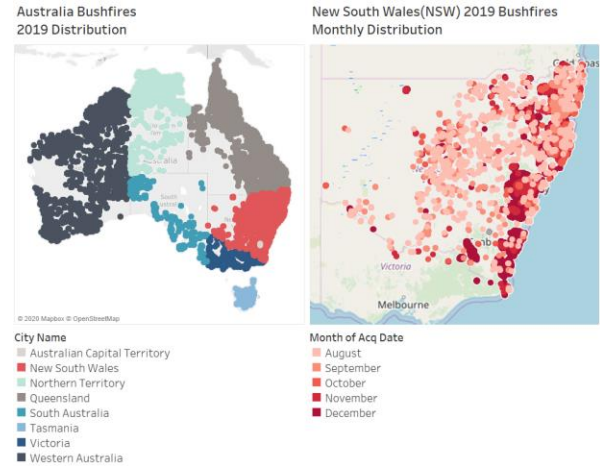 Australia Bushfires
2019 Distribution
New South Wales(NSW) 2019 Bushfires
Monthly Distribution
South
Victoria
Melbourne
© 2020 Mapbox © OpenStreetMap
City Name
Australian Capital Territory
New South Wales
Northern Territory
Queensland
South Australia
Tasmania
Victoria
Western Australia
Month of Acq Date
August
September
October
November
December